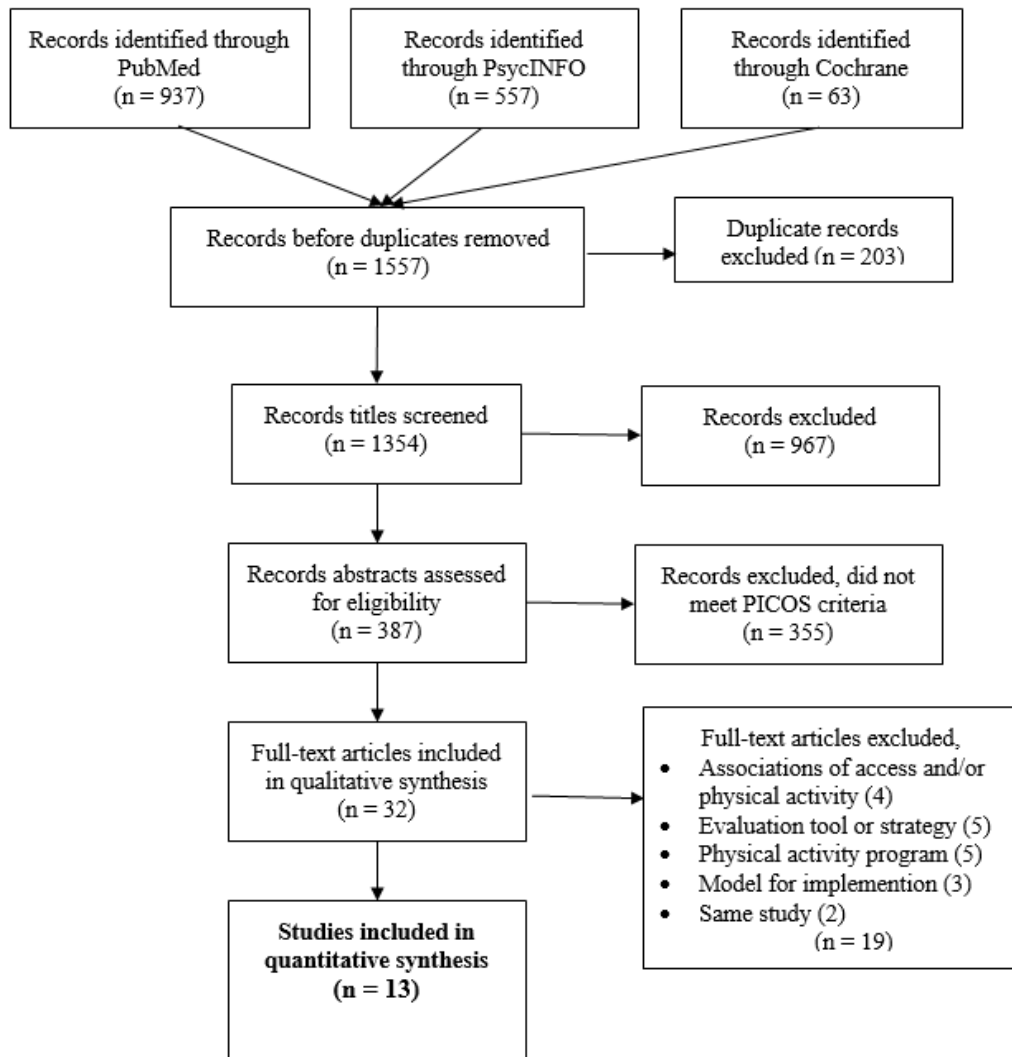 Records identified through
PubMed
(n = 937)
Records identified
through PsycINFO
(n = 557)
Records identified
through Cochrane
(n = 63)
Records before duplicates removed
(n = 1557)
Duplicate records
excluded (n = 203)
Records titles screened
(n = 1354)
Records excluded
(n = 967)
Records abstracts assessed
for eligibility
(n = 387)
Records excluded, did not
meet PICOS criteria
(n = 355)
Full-text articles included
in qualitative synthesis
(n = 32)
Full-text articles excluded,
• Associations of access and/or
physical activity (4)
• Evaluation tool or strategy (5)
• Physical activity program (5)
• Model for implemention (3)
• Same study (2)
(n = 19)
Studies included in
quantitative synthesis
(n = 13)